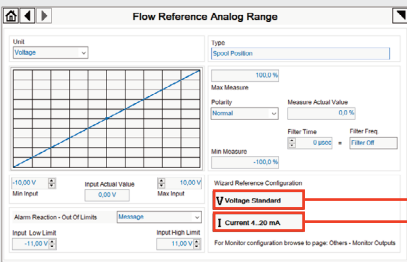 Flow Reference Analog Range
Unit
Voltage
Type
Spool Position
100,0 %
Max Measure
Polarity
Normal
Measure Actual Value
0,0 %
Filter Time
0 µsec
=
Filter Freq.
Filter Off
Min Measure
-100,0 %
-10,00 V
Min Input
Input Actual Value
0,00 V
10,00 V
Max Input
Alarm Reaction - Out Of Limits
Message
Input Low Limit
-11,00 V
Input High Limit
11,00 V
Wizard Reference Configuration
V Voltage Standard
I Current 4..20 mA
For Monitor configuration browse to page: Others - Monitor Outputs